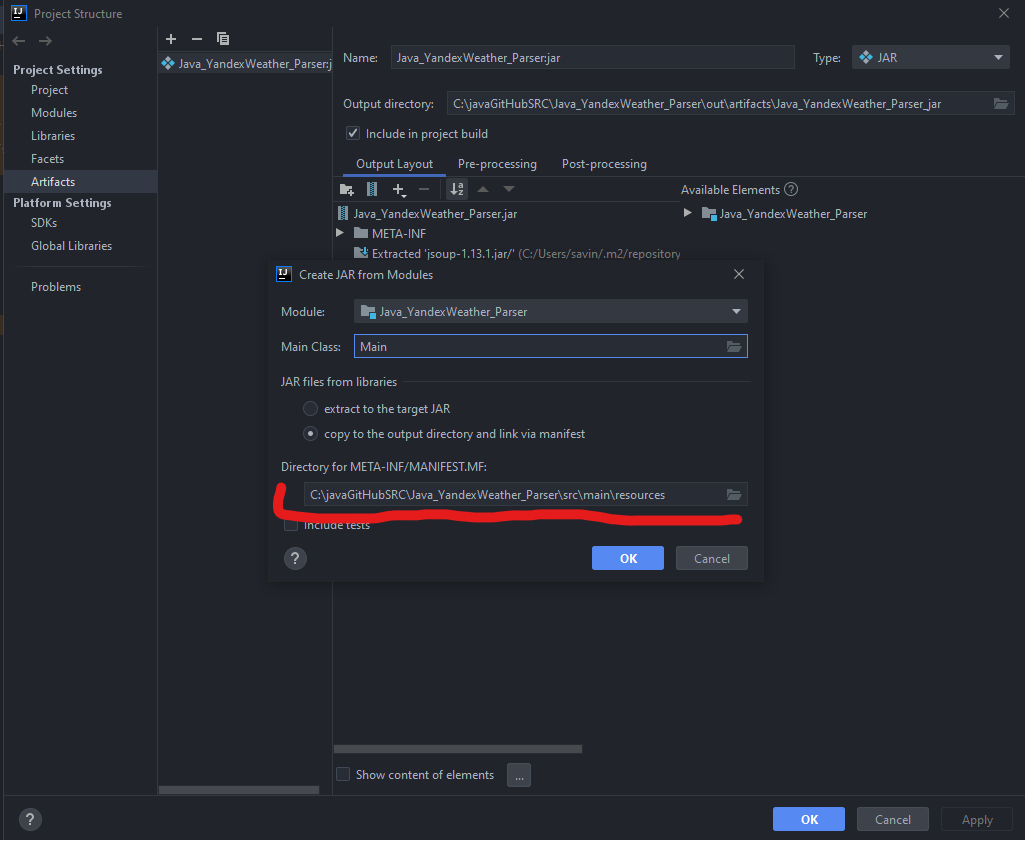 Project Structure
Project Settings
Project
Modules
Libraries
Facets
Artifacts
Platform Settings
SDKs
Global Libraries
Problems
Java_YandexWeather_Parser:j
Name: Java_YandexWeather_Parser:jar Type: JAR
Output directory: C:\javaGitHubSRC\Java_YandexWeather_Parser\out\artifacts\Java_YandexWeather_Parser_jar
Include in project build
Output Layout Pre-processing Post-processing
Available Elements ?
Java_YandexWeather_Parser.jar
Java_YandexWeather_Parser
META-INF
Extracted 'jsoup-1.13.1.jar/' (C:/Users/savin/.m2/repository
Create JAR from Modules
Module: Java_YandexWeather_Parser
Main Class: Main
JAR files from libraries
extract to the target JAR
copy to the output directory and link via manifest
Directory for META-INF/MANIFEST.MF:
C:\javaGitHubSRC\Java_YandexWeather_Parser\src\main\resources
Include tests
? OK Cancel
Show content of elements ...
? OK Cancel Apply